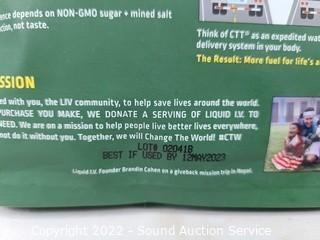 ence depends on NON-GMO sugar + mined salt
ction, not taste.
Think of CTT® as an expedited wat
delivery system in your body.
The Result: More fuel for life's a
SSION
ed with you, the LIV community, to help save lives around the world.
PURCHASE YOU MAKE, WE DONATE A SERVING OF LIQUID I.V. TO
NEED. We are on a mission to help people live better lives everywhere,
not do it without you. Together, we will Change The World! #CTW
LOT# 02041B
BEST IF USED BY 12MAY2023
Liquid I.V. Founder Brandin Cohen on a giveback mission trip in Nepal.
Copyright 2022 - Sound Auction Service